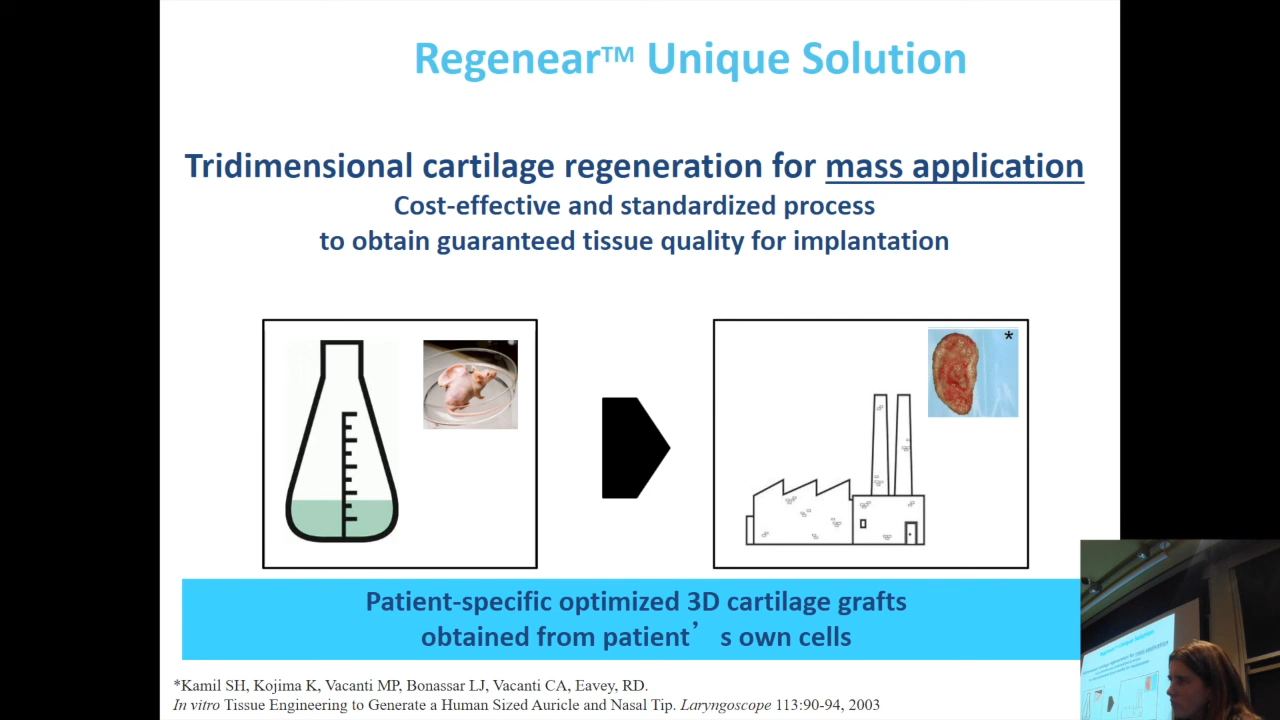 Regenear™ Unique Solution
Tridimensional cartilage regeneration for mass application
Cost-effective and standardized process
to obtain guaranteed tissue quality for implantation
*
Patient-specific optimized 3D cartilage grafts
obtained from patient’s own cells
*Kamil SH, Kojima K, Vacanti MP, Bonassar LJ, Vacanti CA, Eavey, RD.
In vitro Tissue Engineering to Generate a Human Sized Auricle and Nasal Tip. Laryngoscope 113:90-94, 2003
Regenear™ Unique Solution